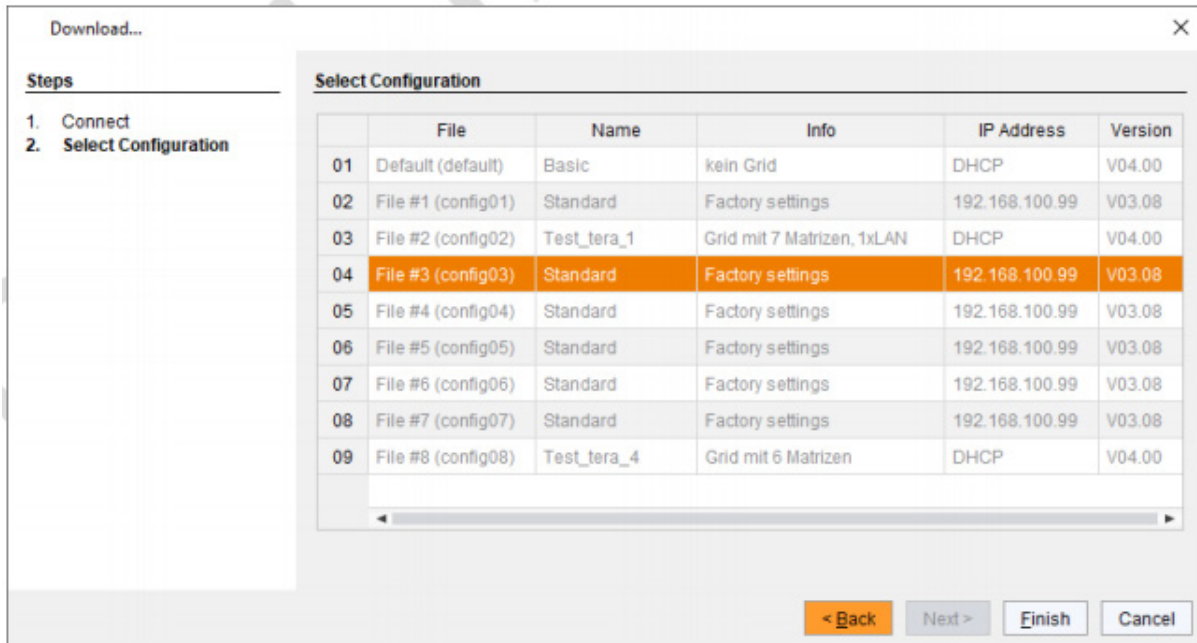 Download...
Steps
1. Connect
2. Select Configuration
Select Configuration
File Name Info IP Address Version
01 Default (default) Basic kein Grid DHCP V04.00
02 File #1 (config01) Standard Factory settings 192.168.100.99 V03.08
03 File #2 (config02) Test_tera_1 Grid mit 7 Matrizen, 1xLAN DHCP V04.00
04 File #3 (config03) Standard Factory settings 192.168.100.99 V03.08
05 File #4 (config04) Standard Factory settings 192.168.100.99 V03.08
06 File #5 (config05) Standard Factory settings 192.168.100.99 V03.08
07 File #6 (config06) Standard Factory settings 192.168.100.99 V03.08
08 File #7 (config07) Standard Factory settings 192.168.100.99 V03.08
09 File #8 (config08) Test_tera_4 Grid mit 6 Matrizen DHCP V04.00
< Back Next > Finish Cancel